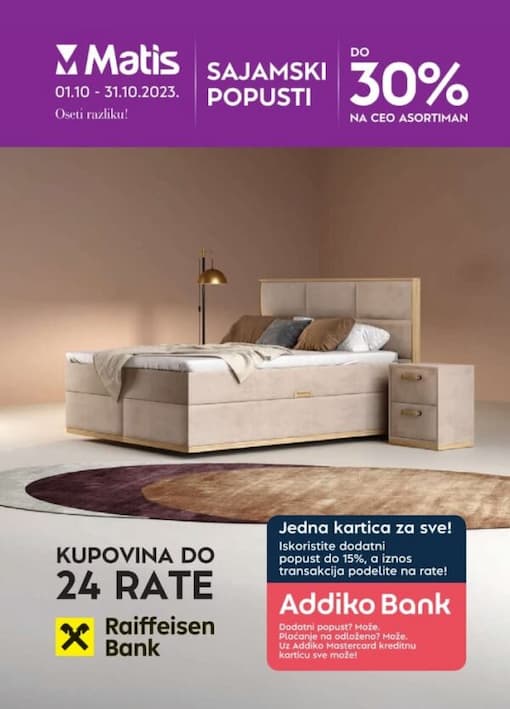 Matis
01.10 - 31.10.2023.
Oseti razliku!
SAJAMSKI
POPUSTI
DO
30%
NA CEO ASORTIMAN
KUPOVINA DO
24 RATE
Raiffeisen
Bank
Jedna kartica za sve!
Iskoristite dodatni
popust do 15%, a iznos
transakcija podelite na rate!
Addiko Bank
Dodatni popust? Može.
Plaćanje na odloženo? Može.
Uz Addiko Mastercard kreditnu
karticu sve može!